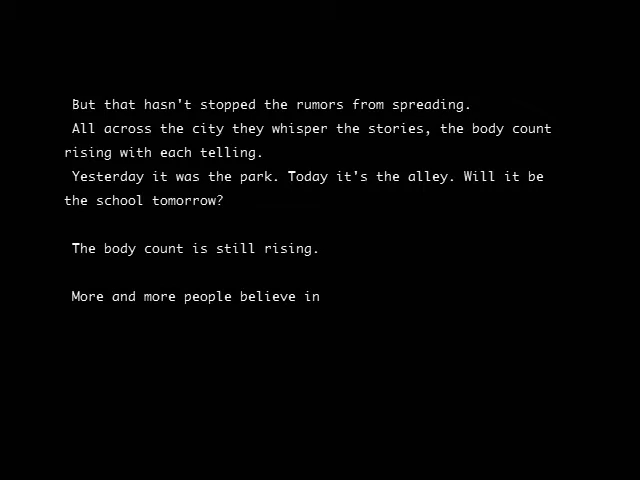 But that hasn't stopped the rumors from spreading.
All across the city they whisper the stories, the body count
rising with each telling.
Yesterday it was the park. Today it's the alley. Will it be
the school tomorrow?
The body count is still rising.
More and more people believe in